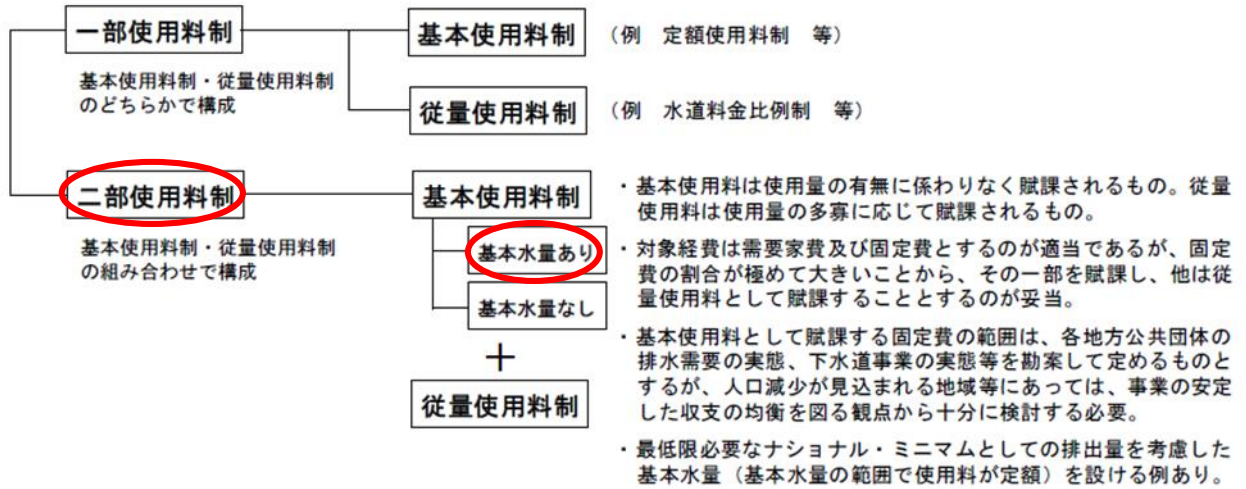 一部使用料制
基本使用料制・従量使用料制
のどちらかで構成
基本使用料制
（例　定額使用料制　等）
従量使用料制
（例　水道料金比例制　等）
二部使用料制
基本使用料制・従量使用料制
の組み合わせで構成
基本使用料制
基本水量あり
基本水量なし
＋
従量使用料制
・基本使用料は使用量の有無に係わりなく賦課されるもの。従量
使用料は使用量の多寡に応じて賦課されるもの。
・対象経費は需要家費及び固定費とするのが適当であるが、固定
費の割合が極めて大きいことから、その一部を賦課し、他は従
量使用料として賦課することとするのが妥当。
・基本使用料として賦課する固定費の範囲は、各地方公共団体の
排水需要の実態、下水道事業の実態等を勘案して定めるものと
するが、人口減少が見込まれる地域等にあっては、事業の安定
した収支の均衡を図る観点から十分に検討する必要。
・最低限必要なナショナル・ミニマムとしての排出量を考慮した
基本水量（基本水量の範囲で使用料が定額）を設ける例あり。